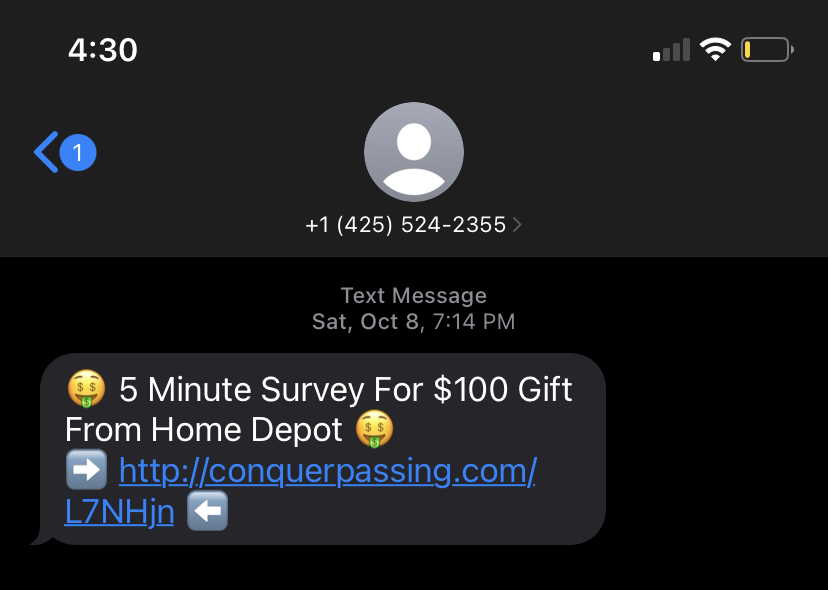 4:30
1
+1 (425) 524-2355
Text Message
Sat, Oct 8, 7:14 PM
🤑 5 Minute Survey For $100 Gift
From Home Depot 🤑
➡️ http://conquerpassing.com/
L7NHjn ⬅️